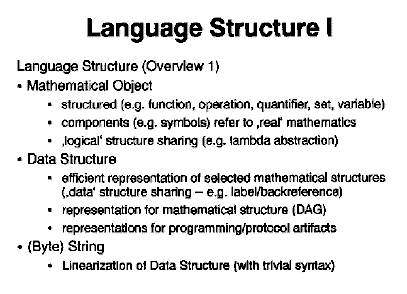 Language Structure I
Language Structure (Overview 1)
• Mathematical Object
• structured (e.g. function, operation, quantifier, set, variable)
• components (e.g. symbols) refer to ‚real‘ mathematics
• ‚logical‘ structure sharing (e.g. lambda abstraction)
• Data Structure
• efficient representation of selected mathematical structures
(‚data‘ structure sharing – e.g. label/backreference)
• representation for mathematical structure (DAG)
• representations for programming/protocol artifacts
• (Byte) String
• Linearization of Data Structure (with trivial syntax)